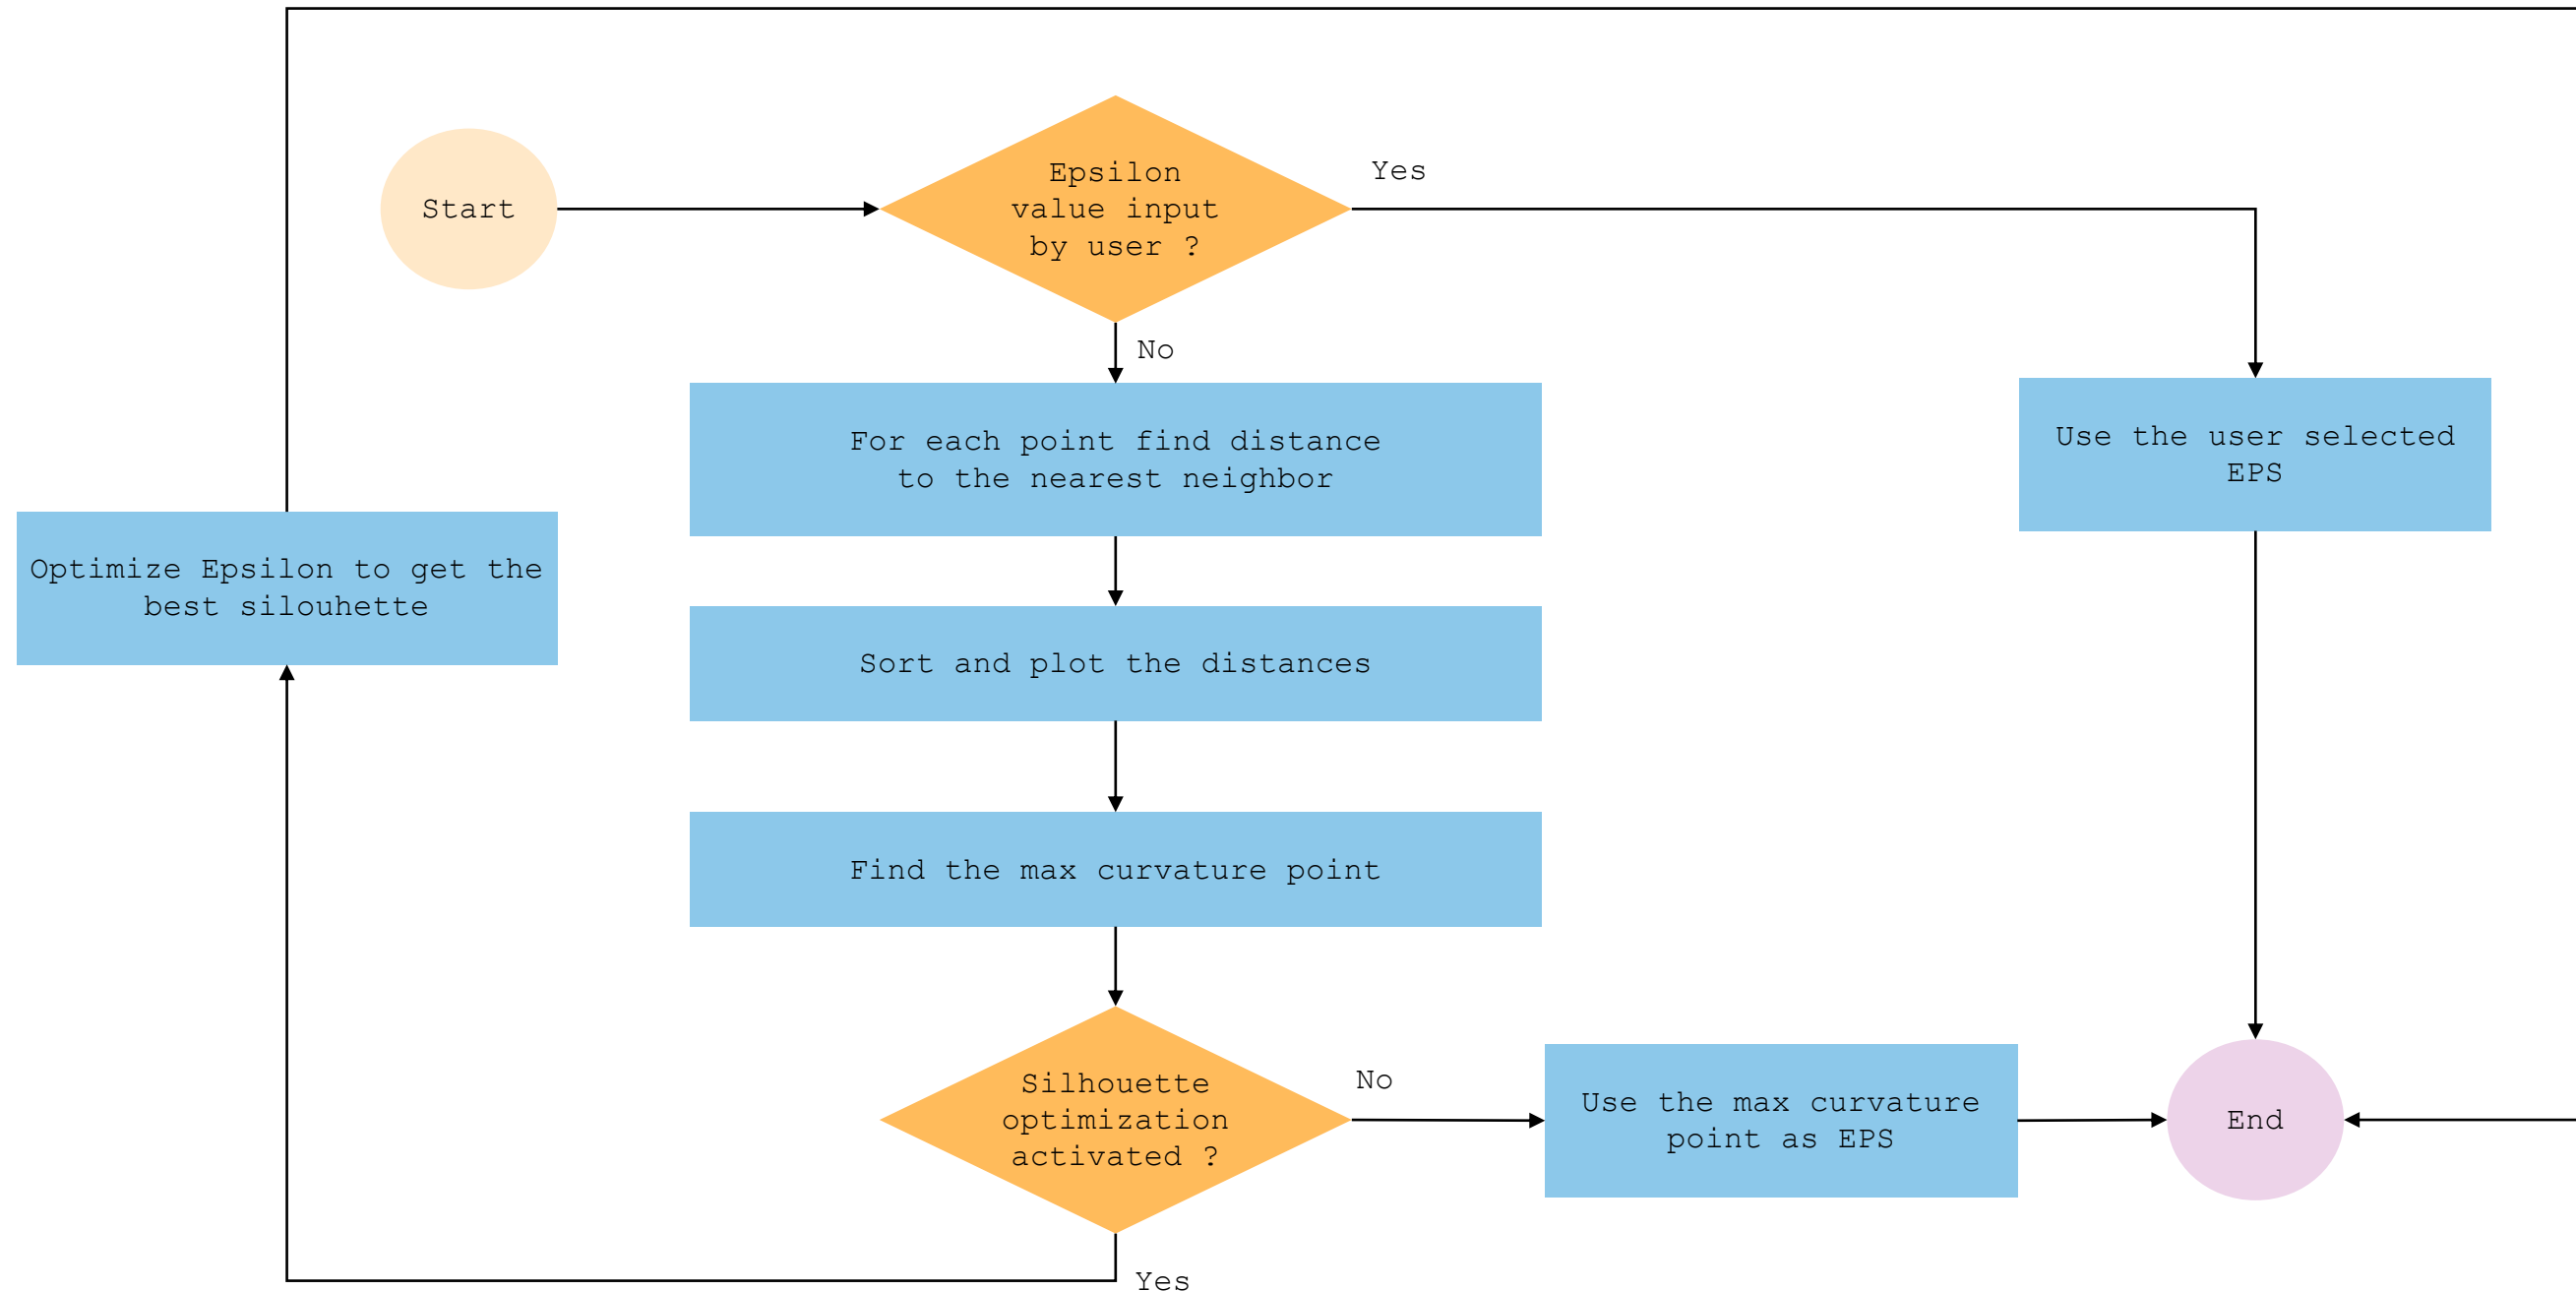 Start
Epsilon
value input
by user ?
Yes
No
For each point find distance
to the nearest neighbor
Use the user selected
EPS
Optimize Epsilon to get the
best silouhette
Sort and plot the distances
Find the max curvature point
Silhouette
optimization
activated ?
No
Use the max curvature
point as EPS
End
Yes